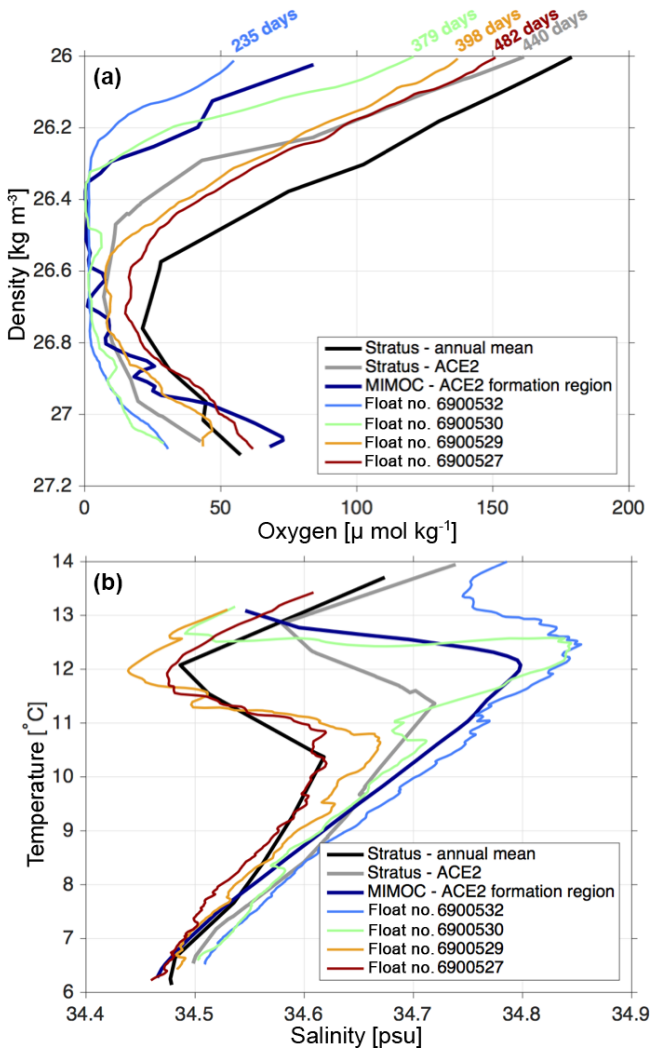 235 days
379 days
398 days
482 days
440 days
(a)
26
26.2
26.4
26.6
26.8
27
27.2
Density [kg m-³]
Stratus - annual mean
Stratus - ACE2
MIMOC - ACE2 formation region
Float no. 6900532
Float no. 6900530
Float no. 6900529
Float no. 6900527
0
50
100
150
200
Oxygen [µ mol kg-¹]
(b)
14
13
12
11
10
9
8
7
6
Temperature [°C]
Stratus - annual mean
Stratus - ACE2
MIMOC - ACE2 formation region
Float no. 6900532
Float no. 6900530
Float no. 6900529
Float no. 6900527
34.4
34.5
34.6
34.7
34.8
34.9
Salinity [psu]